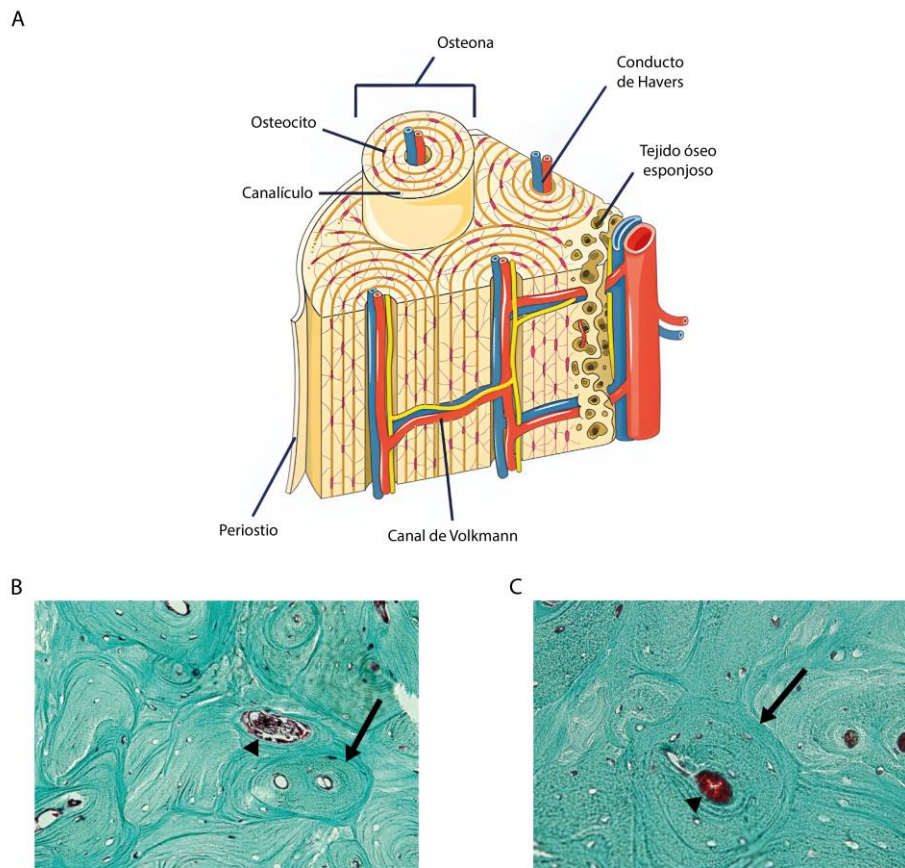 A
Osteona
Conducto
de Havers
Osteocito
Tejido óseo
esponjoso
Canalículo
Periostio
Canal de Volkmann
B
C